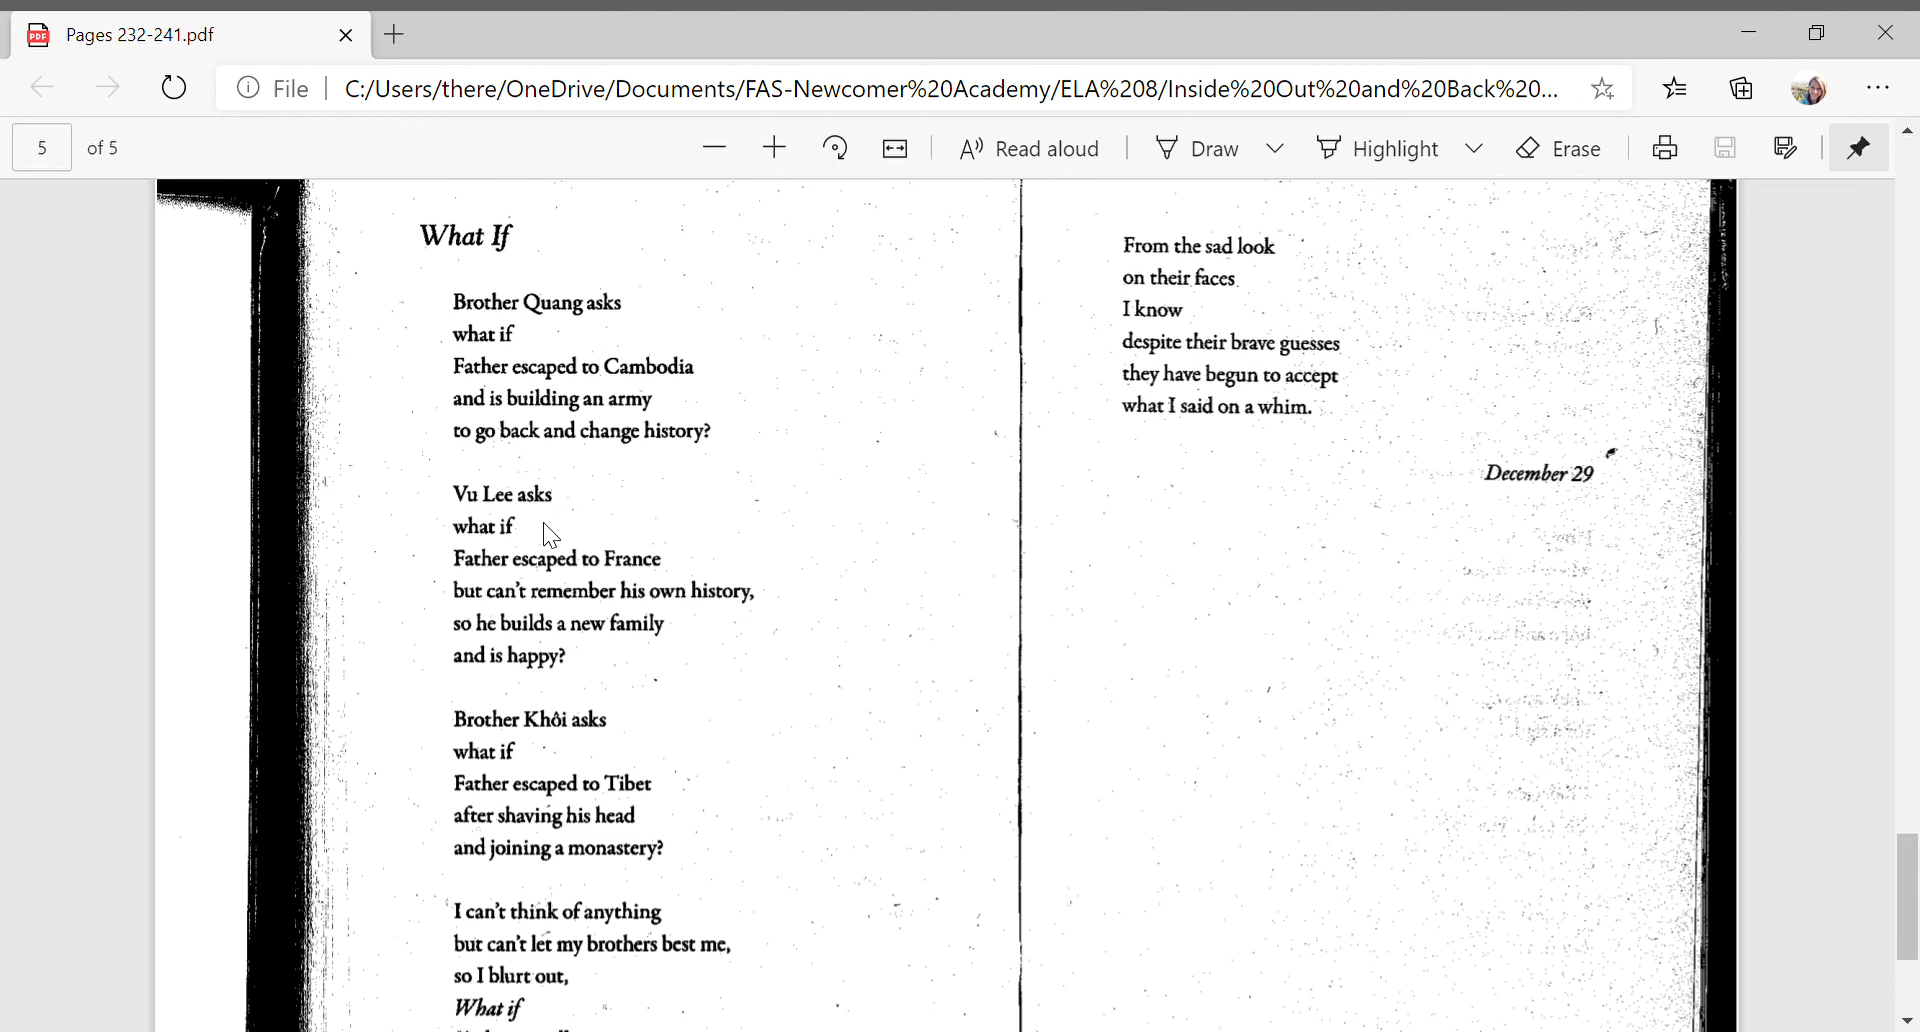 Pages 232-241.pdf
File
C:/Users/there/OneDrive/Documents/FAS-Newcomer%20Academy/ELA%208/Inside%20Out%20and%20Back%20...
5 of 5
Read aloud
Draw
Highlight
Erase
What If
Brother Quang asks
what if
Father escaped to Cambodia
and is building an army
to go back and change history?
Vu Lee asks
what if
Father escaped to France
but can't remember his own history,
so he builds a new family
and is happy?
Brother Khôi asks
what if
Father escaped to Tibet
after shaving his head
and joining a monastery?
I can't think of anything
but can't let my brothers best me,
so I blurt out,
What if
From the sad look
on their faces
I know
despite their brave guesses
they have begun to accept
what I said on a whim.
December 29